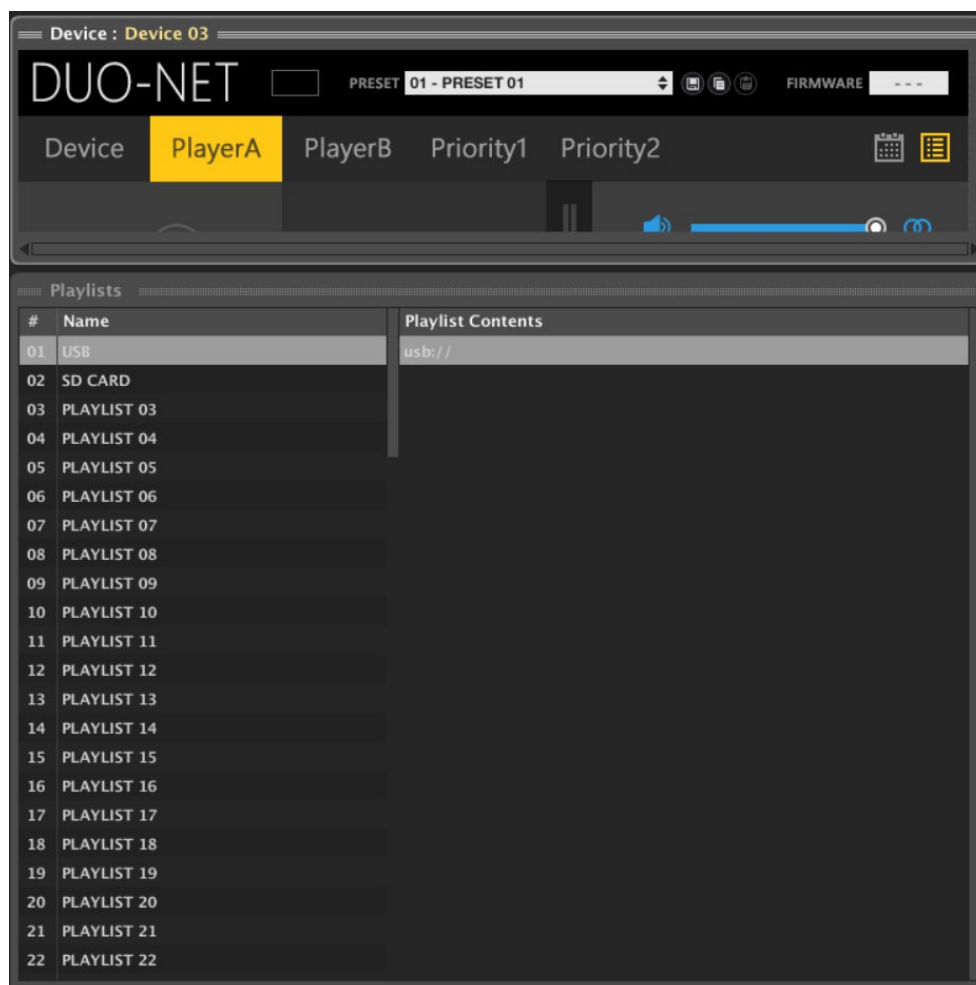 Device : Device 03
DUO-NET PRESET 01 - PRESET 01 FIRMWARE - - -
Device PlayerA PlayerB Priority1 Priority2
Playlists
# Name Playlist Contents
01 USB usb://
02 SD CARD
03 PLAYLIST 03
04 PLAYLIST 04
05 PLAYLIST 05
06 PLAYLIST 06
07 PLAYLIST 07
08 PLAYLIST 08
09 PLAYLIST 09
10 PLAYLIST 10
11 PLAYLIST 11
12 PLAYLIST 12
13 PLAYLIST 13
14 PLAYLIST 14
15 PLAYLIST 15
16 PLAYLIST 16
17 PLAYLIST 17
18 PLAYLIST 18
19 PLAYLIST 19
20 PLAYLIST 20
21 PLAYLIST 21
22 PLAYLIST 22